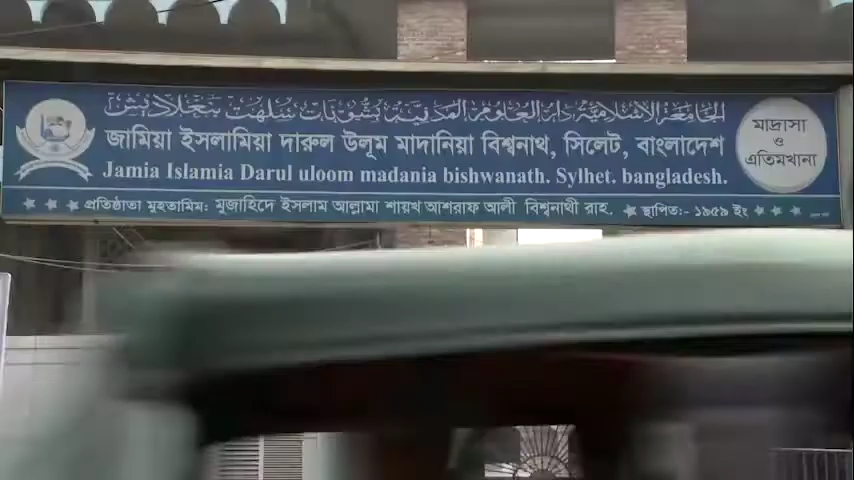 الجامعة الإسلامية دار العلوم المدنية بشونات سلهت بنغلاديش
জামিয়া ইসলামিয়া দারুল উলূম মাদানিয়া বিশ্বনাথ, সিলেট, বাংলাদেশ
Jamia Islamia Darul uloom madania bishwanath. Sylhet. bangladesh.
মাদ্রাসা
ও
এতিমখানা
প্রতিষ্ঠাতা মুহতামিম: মুজাহিদে ইসলাম আল্লামা শায়খ আশরাফ আলী বিশ্বনাথী রাহ. স্থাপিত:- ১৯৫৯ ইং